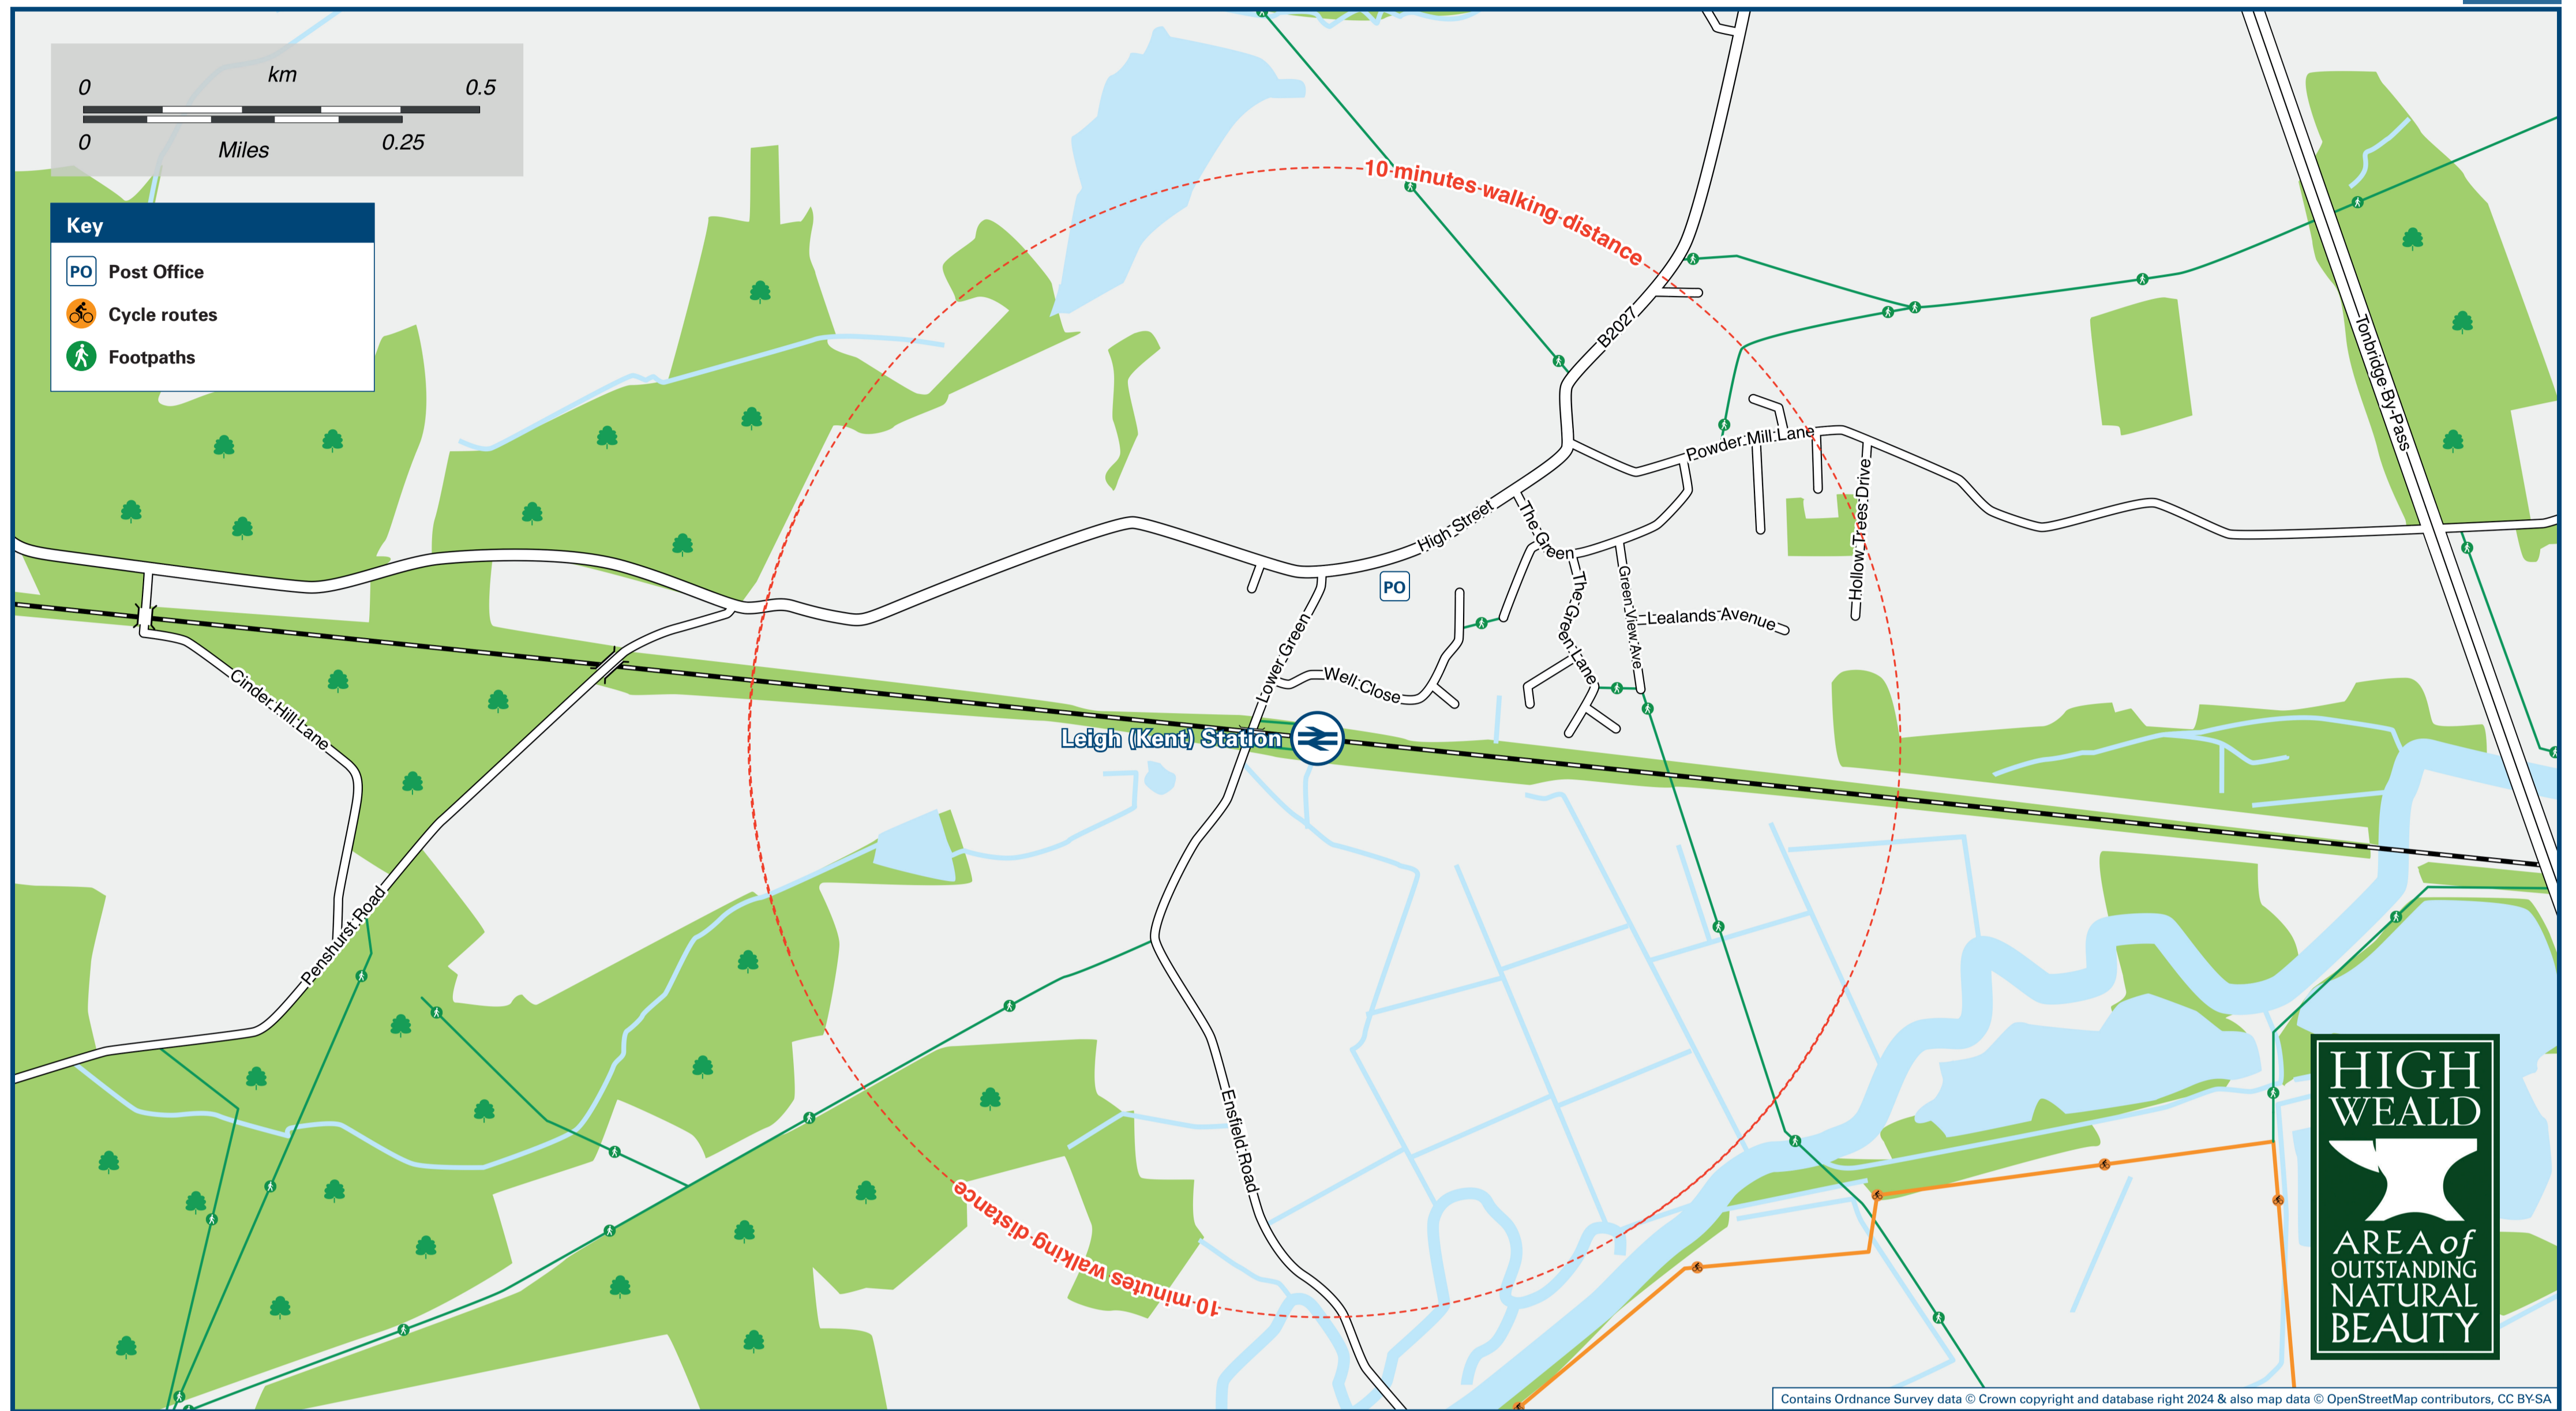 km
0 0.5
0 0.25
Miles
Key
PO Post Office
Cycle routes
Footpaths
10 minutes walking distance
B2027
Tonbridge By-Pass
Powder Mill Lane
High Street
The Green
Hollow Trees Drive
PO
The Green Lane
Green View Ave
Lealands Avenue
Lower Green
Well Close
Cinder Hill Lane
Leigh (Kent) Station
Penshurst Road
Ensfield Road
10 minutes walking distance
HIGH
WEALD
AREA of
OUTSTANDING
NATURAL
BEAUTY
Contains Ordnance Survey data © Crown copyright and database right 2024 & also map data © OpenStreetMap contributors, CC BY-SA